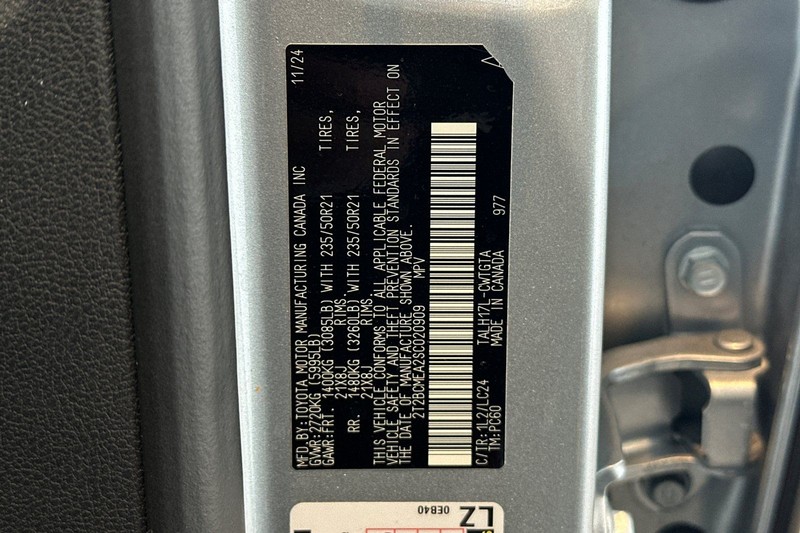 MFD.BY:TOYOTA MOTOR MANUFACTURING CANADA INC 11/24
GVWR:2720KG (5995LB)
GAWR:FRT. 1400KG (3085LB) WITH 235/50R21 TIRES,
21X8J RIMS,
RR. 1480KG (3260LB) WITH 235/50R21 TIRES,
21X8J RIMS.
THIS VEHICLE CONFORMS TO ALL APPLICABLE FEDERAL MOTOR
VEHICLE SAFETY AND THEFT PREVENTION STANDARDS IN EFFECT ON
THE DATE OF MANUFACTURE SHOWN ABOVE.
2T2BCMEA2SC020909 MPV
C/TR:1L2/LC24 TALH17L-CWTGTA 977
TM:PC60 MADE IN CANADA
LZ
0EB40